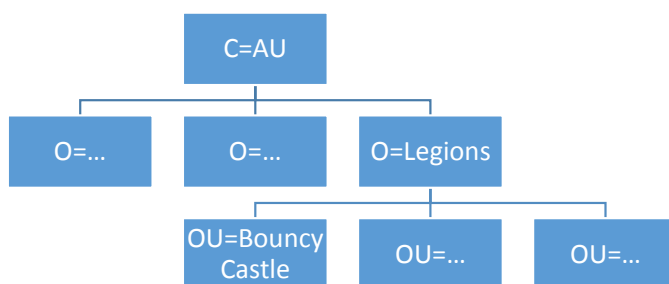 C=AU
O=...
O=...
O=Legions
OU=Bouncy
Castle
OU=...
OU=...